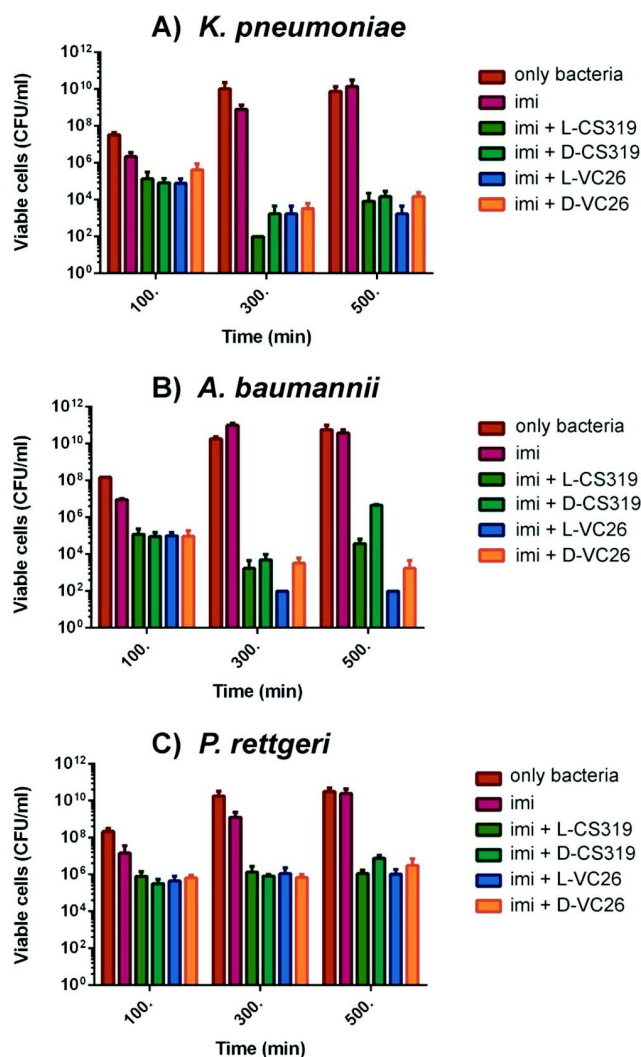 A) K. pneumoniae
Viable cells (CFU/ml)
10¹²
10¹⁰
10⁸
10⁶
10⁴
10²
10⁰
100.
300.
500.
Time (min)
only bacteria
imi
imi + L-CS319
imi + D-CS319
imi + L-VC26
imi + D-VC26
B) A. baumannii
Viable cells (CFU/ml)
10¹²
10¹⁰
10⁸
10⁶
10⁴
10²
10⁰
100.
300.
500.
Time (min)
only bacteria
imi
imi + L-CS319
imi + D-CS319
imi + L-VC26
imi + D-VC26
C) P. rettgeri
Viable cells (CFU/ml)
10¹²
10¹⁰
10⁸
10⁶
10⁴
10²
10⁰
100.
300.
500.
Time (min)
only bacteria
imi
imi + L-CS319
imi + D-CS319
imi + L-VC26
imi + D-VC26